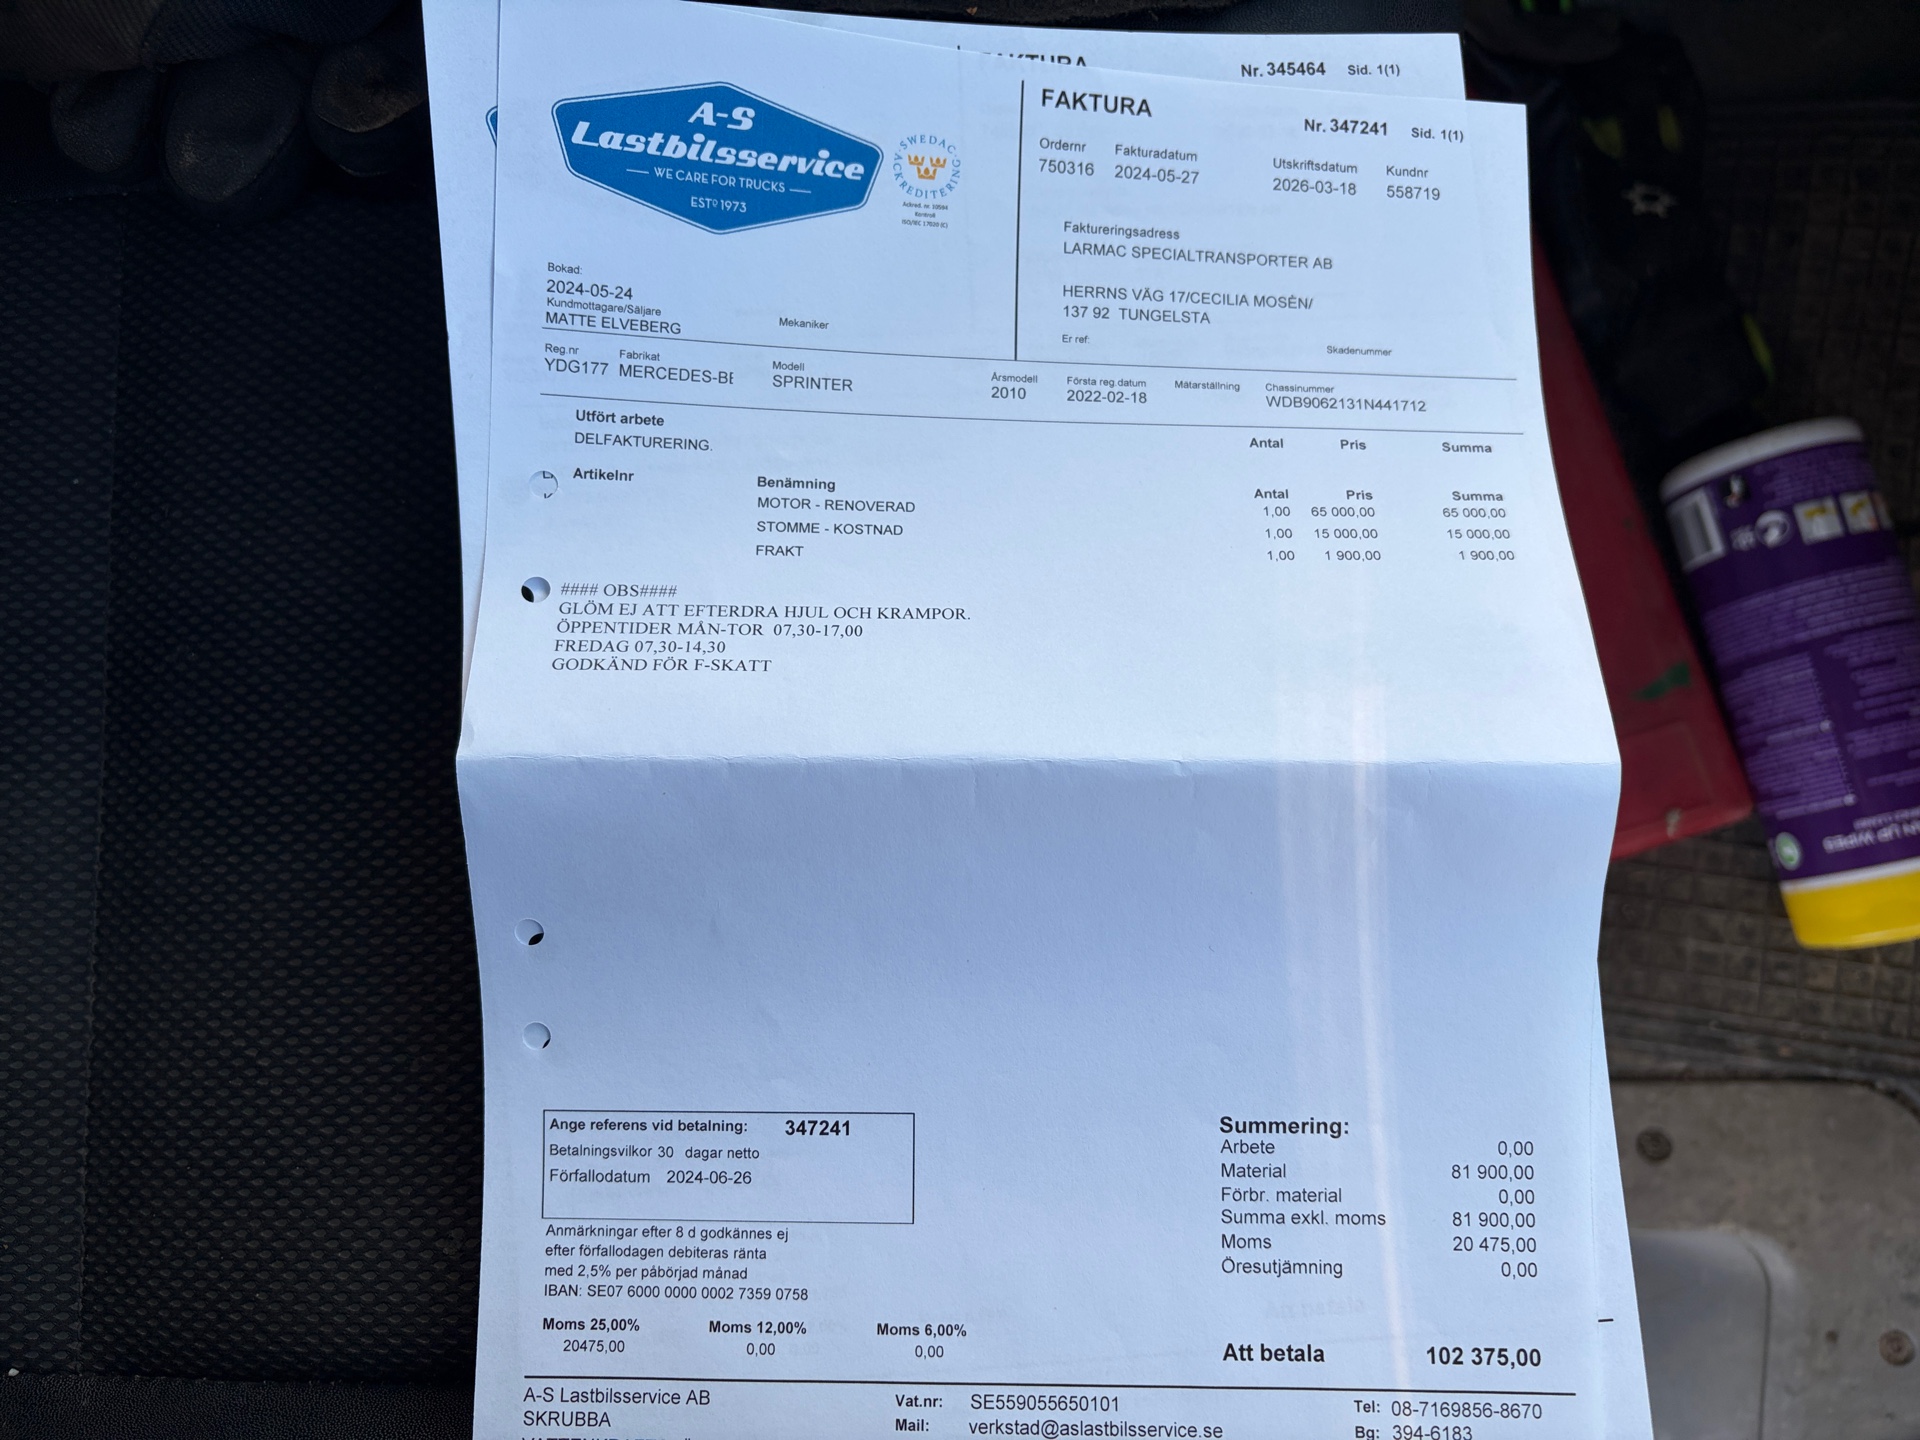 Nr. 345464 Sid. 1(1)
A-S
Lastbilsservice
WE CARE FOR TRUCKS
ESTD 1973
SWEDAC
ACKREDITERING
FAKTURA
Nr. 347241 Sid. 1(1)
Ordernr Fakturadatum Utskriftsdatum Kundnr
750316 2024-05-27 2026-03-18 558719
Faktureringsadress
LARMAC SPECIALTRANSPORTER AB
HERRNS VÄG 17/CECILIA MOSÈN/
137 92 TUNGELSTA
Er ref: Skadenummer
Bokad:
2024-05-24
Kundmottagare/Säljare Mekaniker
MATTE ELVEBERG
Reg.nr Fabrikat Modell Årsmodell Första reg.datum Mätarställning Chassinummer
YDG177 MERCEDES-BE SPRINTER 2010 2022-02-18 WDB9062131N441712
Utfört arbete Antal Pris Summa
DELFAKTURERING.
Artikelnr Benämning Antal Pris Summa
MOTOR - RENOVERAD 1,00 65 000,00 65 000,00
STOMME - KOSTNAD 1,00 15 000,00 15 000,00
FRAKT 1,00 1 900,00 1 900,00
#### OBS####
GLÖM EJ ATT EFTERDRA HJUL OCH KRAMPOR.
ÖPPENTIDER MÅN-TOR 07,30-17,00
FREDAG 07,30-14,30
GODKÄND FÖR F-SKATT
Ange referens vid betalning: 347241
Betalningsvilkor 30 dagar netto
Förfallodatum 2024-06-26
Anmärkningar efter 8 d godkännes ej
efter förfallodagen debiteras ränta
med 2,5% per påbörjad månad
IBAN: SE07 6000 0000 0002 7359 0758
Moms 25,00% Moms 12,00% Moms 6,00%
20475,00 0,00 0,00
Summering:
Arbete 0,00
Material 81 900,00
Förbr. material 0,00
Summa exkl. moms 81 900,00
Moms 20 475,00
Öresutjämning 0,00
Att betala 102 375,00
A-S Lastbilsservice AB Vat.nr: SE559055650101 Tel: 08-7169856-8670
SKRUBBA Mail: verkstad@aslastbilsservice.se Bg: 394-6183